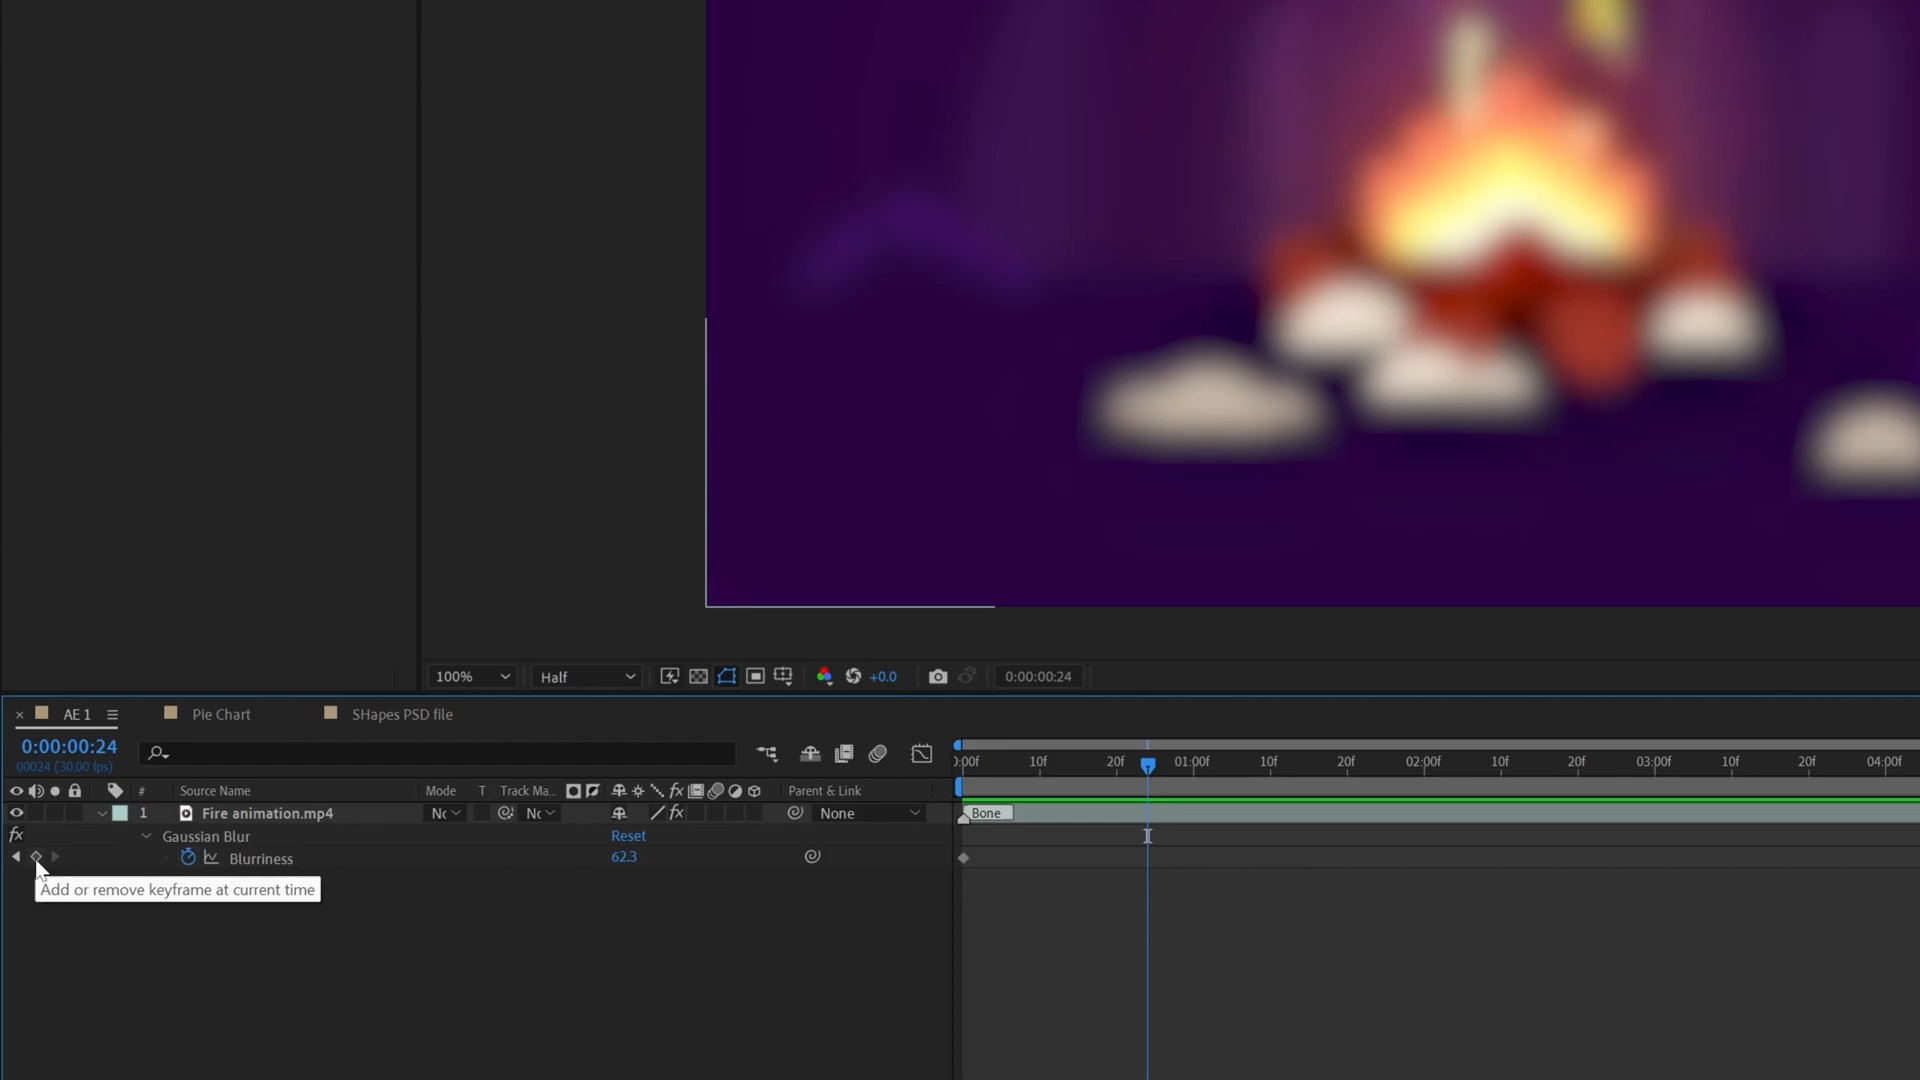 100%
Half
+0.0
0:00:00:24
AE 1
Pie Chart
SHapes PSD file
0:00:00:24
00024 (30.00 fps)
):00f 10f 20f 01:00f 10f 20f 02:00f 10f 20f 03:00f 10f 20f 04:00f
# Source Name Mode T Track Ma... fx Parent & Link
1 Fire animation.mp4 Nc Nc fx None Bone
fx Gaussian Blur Reset
Blurriness 62.3
Add or remove keyframe at current time